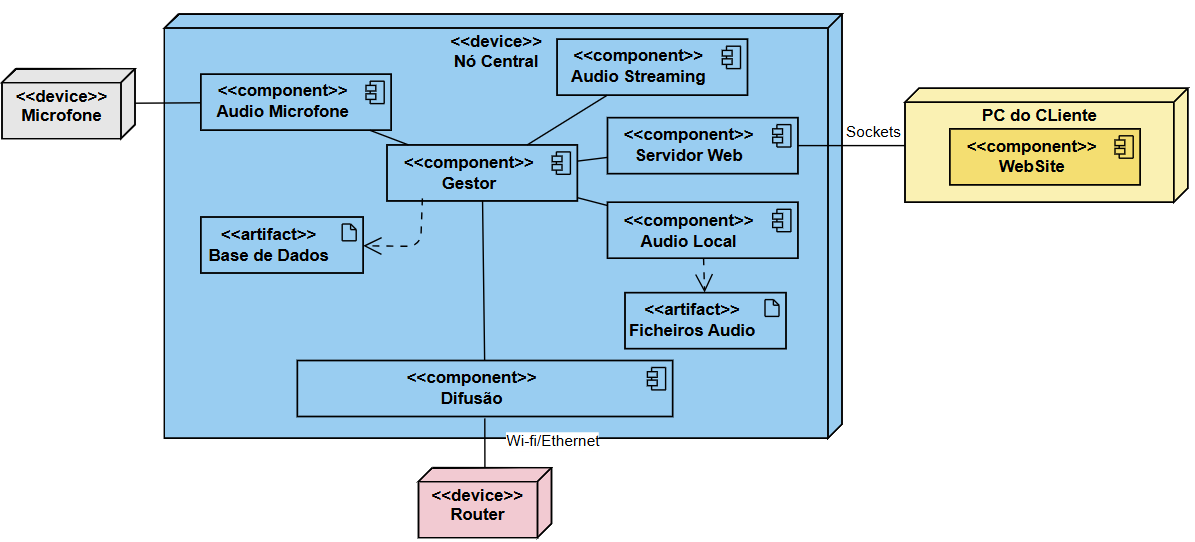 <<device>>
Nó Central
<<component>>
Audio Streaming
<<device>>
Microfone
<<component>>
Audio Microfone
<<component>>
Servidor Web
Sockets
PC do CLiente
<<component>>
WebSite
<<component>>
Gestor
<<component>>
Audio Local
<<artifact>>
Base de Dados
<<artifact>>
Ficheiros Audio
<<component>>
Difusão
Wi-fi/Ethernet
<<device>>
Router